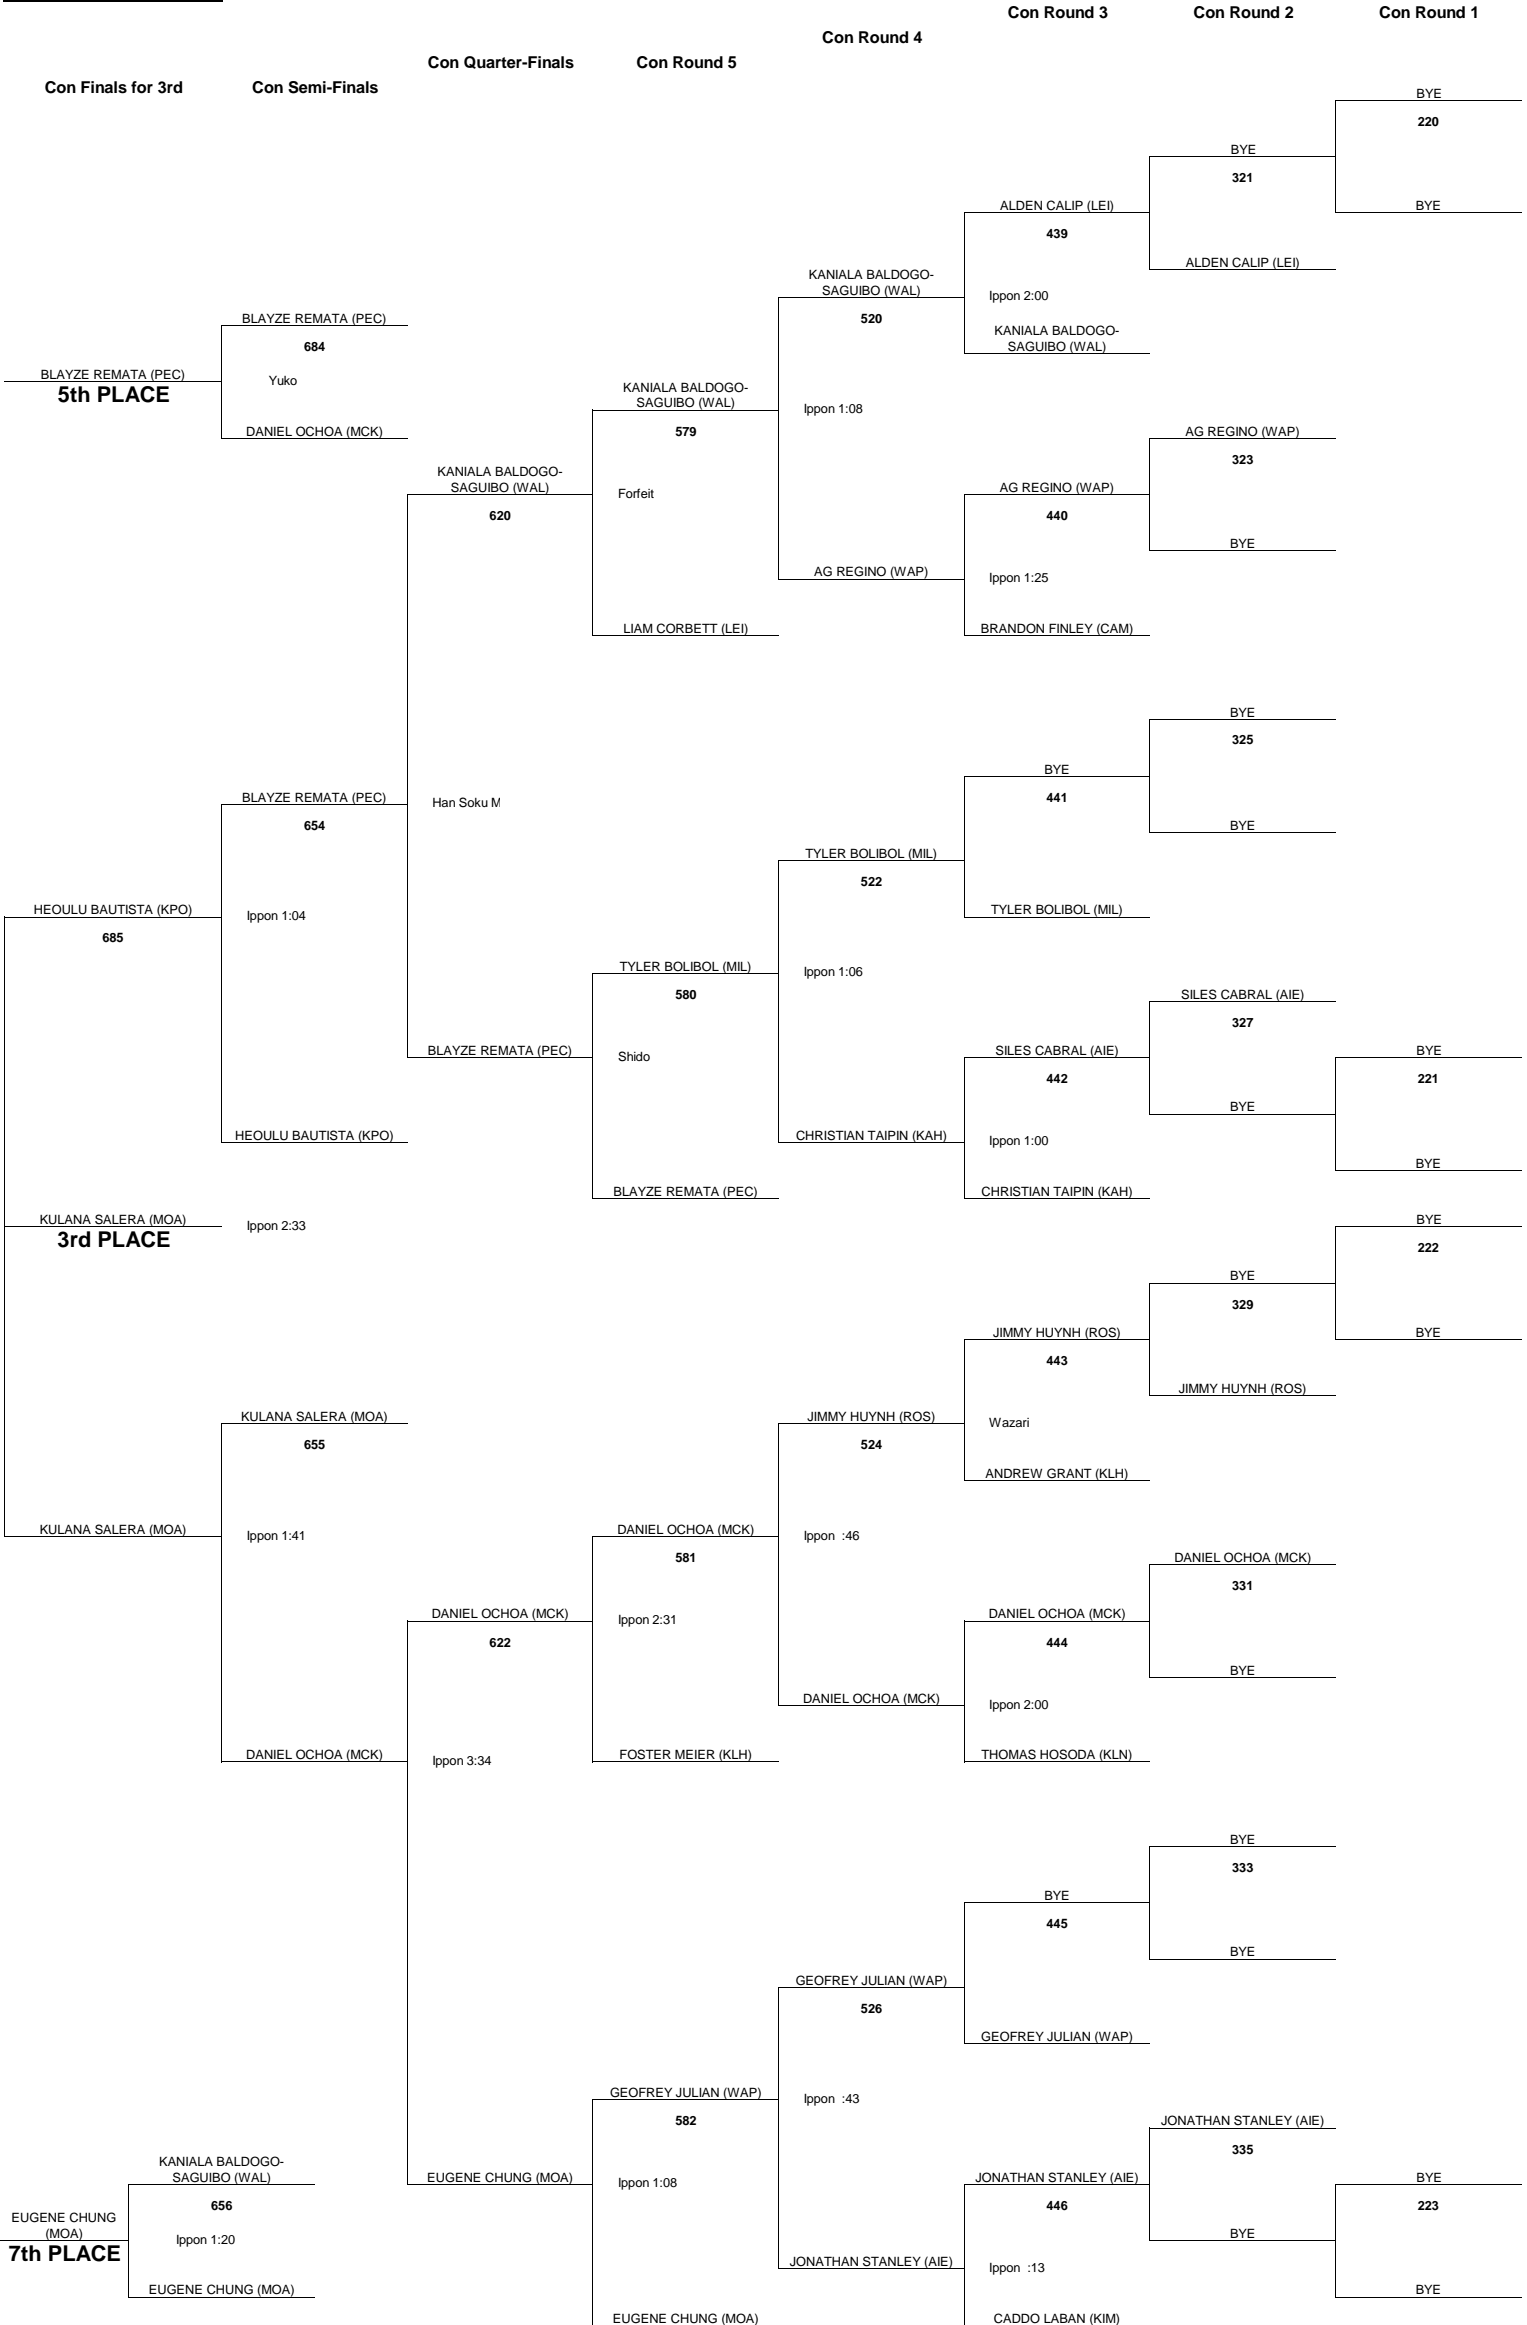 Con Round 3
Con Round 2
Con Round 1
Con Round 4
Con Quarter-Finals
Con Round 5
Con Finals for 3rd
Con Semi-Finals
BYE
220
BYE
321
ALDEN CALIP (LEI)
BYE
439
ALDEN CALIP (LEI)
KANIALA BALDOGO-
SAGUIBO (WAL)
Ippon 2:00
520
BLAYZE REMATA (PEC)
KANIALA BALDOGO-
SAGUIBO (WAL)
684
BLAYZE REMATA (PEC)
5th PLACE
Yuko
KANIALA BALDOGO-
SAGUIBO (WAL)
Ippon 1:08
DANIEL OCHOA (MCK)
579
AG REGINO (WAP)
323
KANIALA BALDOGO-
SAGUIBO (WAL)
Forfeit
AG REGINO (WAP)
620
440
BYE
AG REGINO (WAP)
Ippon 1:25
LIAM CORBETT (LEI)
BRANDON FINLEY (CAM)
BYE
325
BYE
BLAYZE REMATA (PEC)
Han Soku M
441
654
BYE
TYLER BOLIBOL (MIL)
522
HEOULU BAUTISTA (KPO)
Ippon 1:04
TYLER BOLIBOL (MIL)
685
TYLER BOLIBOL (MIL)
Ippon 1:06
580
SILES CABRAL (AIE)
327
BLAYZE REMATA (PEC)
Shido
SILES CABRAL (AIE)
BYE
442
221
BYE
HEOULU BAUTISTA (KPO)
CHRISTIAN TAIPIN (KAH)
Ippon 1:00
BYE
BLAYZE REMATA (PEC)
CHRISTIAN TAIPIN (KAH)
KULANA SALERA (MOA)
3rd PLACE
Ippon 2:33
BYE
222
BYE
329
JIMMY HUYNH (ROS)
BYE
443
JIMMY HUYNH (ROS)
KULANA SALERA (MOA)
JIMMY HUYNH (ROS)
Wazari
655
524
ANDREW GRANT (KLH)
KULANA SALERA (MOA)
Ippon 1:41
DANIEL OCHOA (MCK)
Ippon :46
581
DANIEL OCHOA (MCK)
331
DANIEL OCHOA (MCK)
Ippon 2:31
DANIEL OCHOA (MCK)
622
444
BYE
DANIEL OCHOA (MCK)
Ippon 2:00
DANIEL OCHOA (MCK)
Ippon 3:34
FOSTER MEIER (KLH)
THOMAS HOSODA (KLN)
BYE
333
BYE
445
BYE
GEOFREY JULIAN (WAP)
526
GEOFREY JULIAN (WAP)
GEOFREY JULIAN (WAP)
Ippon :43
582
JONATHAN STANLEY (AIE)
335
KANIALA BALDOGO-
SAGUIBO (WAL)
EUGENE CHUNG (MOA)
Ippon 1:08
JONATHAN STANLEY (AIE)
BYE
656
446
223
EUGENE CHUNG
(MOA)
7th PLACE
Ippon 1:20
BYE
JONATHAN STANLEY (AIE)
Ippon :13
EUGENE CHUNG (MOA)
BYE
EUGENE CHUNG (MOA)
CADDO LABAN (KIM)